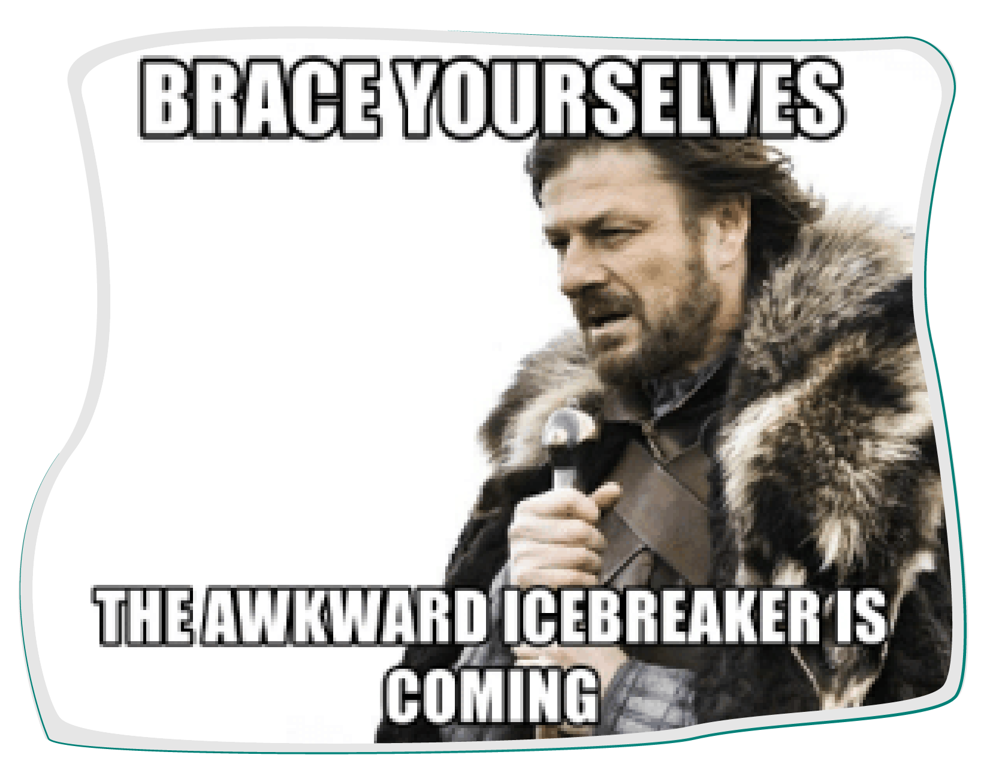 BRACE YOURSELVES
THE AWKWARD ICEBREAKER IS
COMING